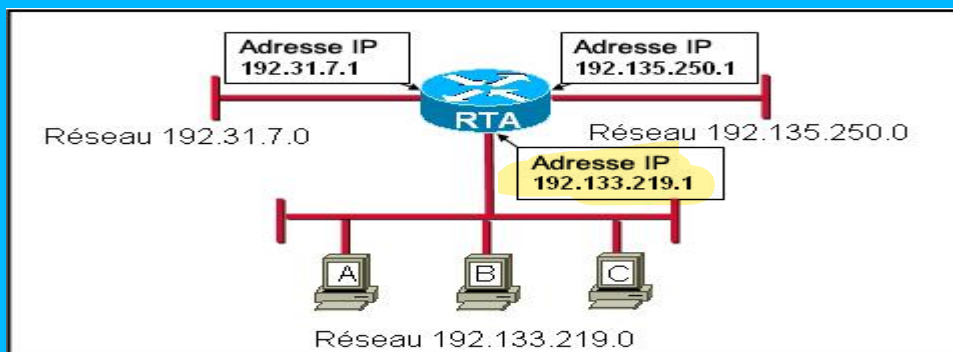 Adresse IP
192.31.7.1
Adresse IP
192.135.250.1
RTA
Réseau 192.31.7.0
Réseau 192.135.250.0
Adresse IP
192.133.219.1
A
B
C
Réseau 192.133.219.0